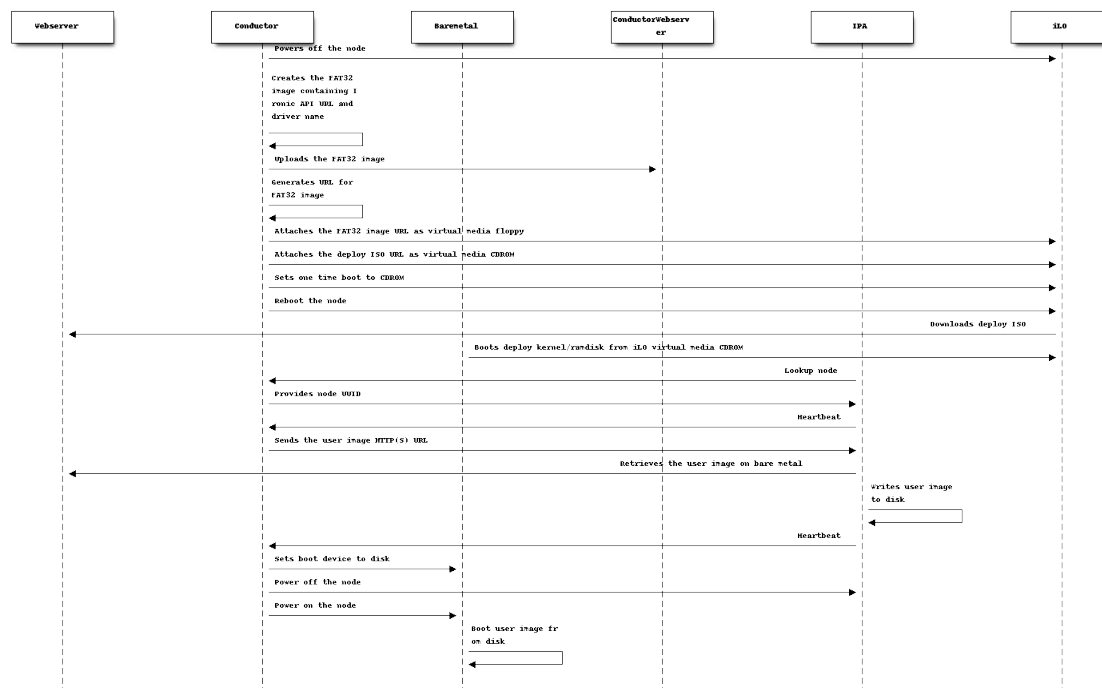 Webserver
Conductor
Baremetal
ConductorWebserv
er
IPA
iLO
Powers off the node
Creates the FAT32
image containing I
ronic API URL and
driver name
Uploads the FAT32 image
Generates URL for
FAT32 image
Attaches the FAT32 image URL as virtual media floppy
Attaches the deploy ISO URL as virtual media CDROM
Sets one time boot to CDROM
Reboot the node
Downloads deploy ISO
Boots deploy kernel/ramdisk from iLO virtual media CDROM
Lookup node
Provides node UUID
Heartbeat
Sends the user image HTTP(S) URL
Retrieves the user image on bare metal
Writes user image
to disk
Heartbeat
Sets boot device to disk
Power off the node
Power on the node
Boot user image fr
om disk